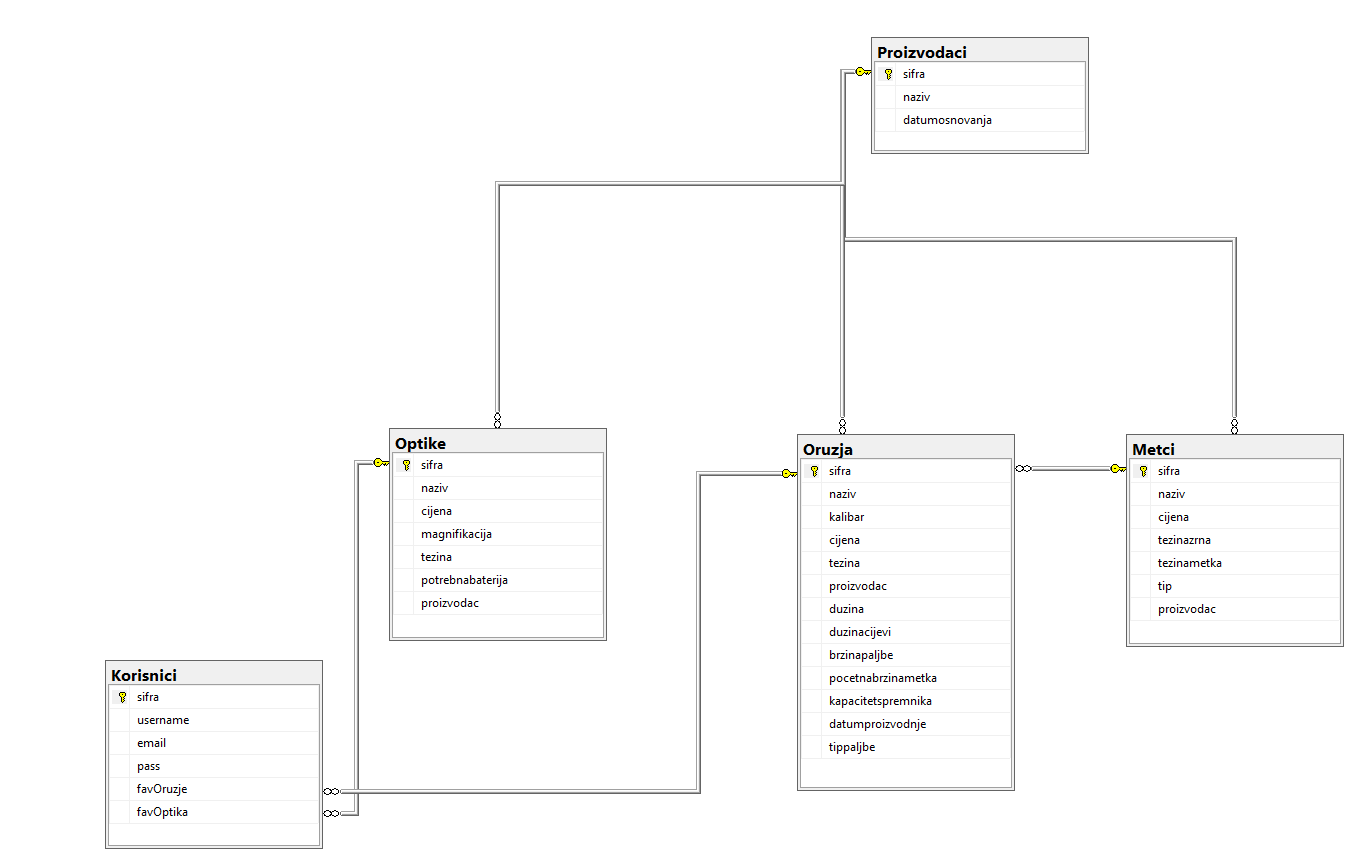 Proizvodaci
sifra
naziv
datumosnovanja
Optike
sifra
naziv
cijena
magnifikacija
tezina
potrebnabaterija
proizvodac
Oruzja
sifra
naziv
kalibar
cijena
tezina
proizvodac
duzina
duzinacijevi
brzinapaljbe
pocetnabrzinametka
kapacitetspremnika
datumproizvodnje
tippaljbe
Metci
sifra
naziv
cijena
tezinazrna
tezinametka
tip
proizvodac
Korisnici
sifra
username
email
pass
favOruzje
favOptika